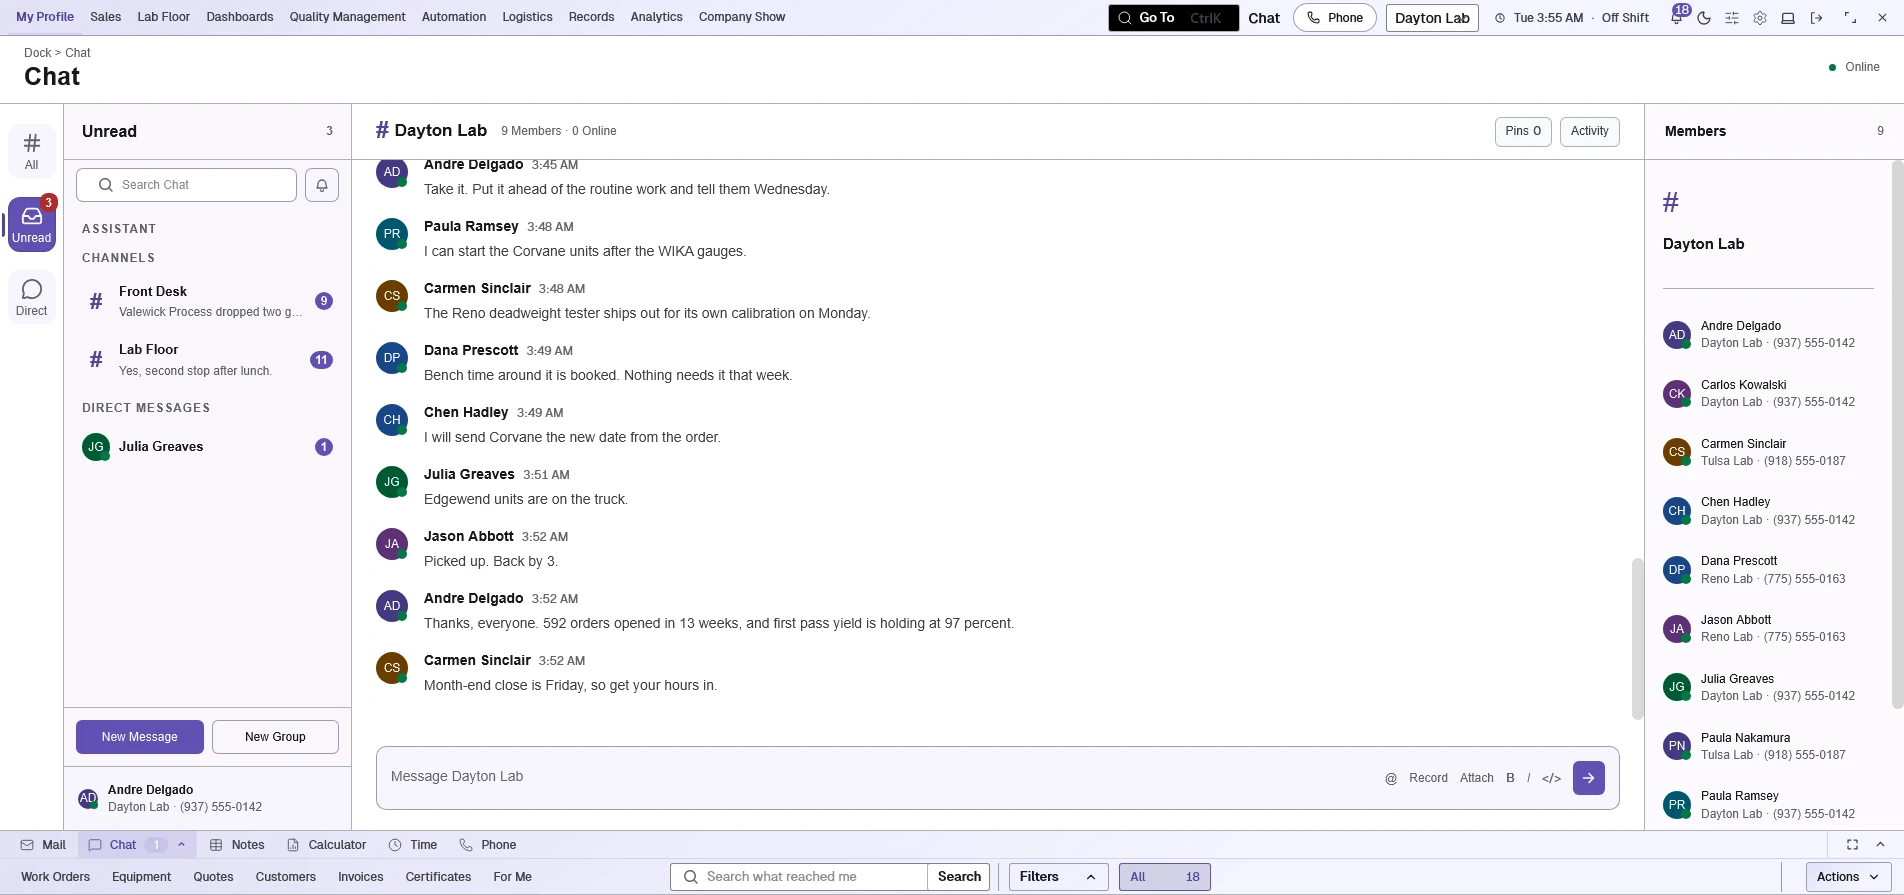 My Profile Sales Lab Floor Dashboards Quality Management Automation Logistics Records Analytics Company Show Go To CtrlK Chat Phone Dayton Lab Tue 3:55 AM · Off Shift 18
Dock > Chat
Chat
Online
All
3
Unread
Direct
Unread 3
Search Chat
ASSISTANT
CHANNELS
Front Desk
Valewick Process dropped two g... 9
Lab Floor
Yes, second stop after lunch. 11
DIRECT MESSAGES
JG Julia Greaves 1
New Message New Group
AD Andre Delgado
Dayton Lab · (937) 555-0142
# Dayton Lab 9 Members · 0 Online Pins 0 Activity
AD Andre Delgado 3:45 AM
Take it. Put it ahead of the routine work and tell them Wednesday.
PR Paula Ramsey 3:48 AM
I can start the Corvane units after the WIKA gauges.
CS Carmen Sinclair 3:48 AM
The Reno deadweight tester ships out for its own calibration on Monday.
DP Dana Prescott 3:49 AM
Bench time around it is booked. Nothing needs it that week.
CH Chen Hadley 3:49 AM
I will send Corvane the new date from the order.
JG Julia Greaves 3:51 AM
Edgewend units are on the truck.
JA Jason Abbott 3:52 AM
Picked up. Back by 3.
AD Andre Delgado 3:52 AM
Thanks, everyone. 592 orders opened in 13 weeks, and first pass yield is holding at 97 percent.
CS Carmen Sinclair 3:52 AM
Month-end close is Friday, so get your hours in.
Message Dayton Lab @ Record Attach B I </>
Members 9
#
Dayton Lab
AD Andre Delgado
Dayton Lab · (937) 555-0142
CK Carlos Kowalski
Dayton Lab · (937) 555-0142
CS Carmen Sinclair
Tulsa Lab · (918) 555-0187
CH Chen Hadley
Dayton Lab · (937) 555-0142
DP Dana Prescott
Reno Lab · (775) 555-0163
JA Jason Abbott
Reno Lab · (775) 555-0163
JG Julia Greaves
Dayton Lab · (937) 555-0142
PN Paula Nakamura
Tulsa Lab · (918) 555-0187
PR Paula Ramsey
Dayton Lab · (937) 555-0142
Mail Chat 1 Notes Calculator Time Phone
Work Orders Equipment Quotes Customers Invoices Certificates For Me Search what reached me Search Filters All 18 Actions